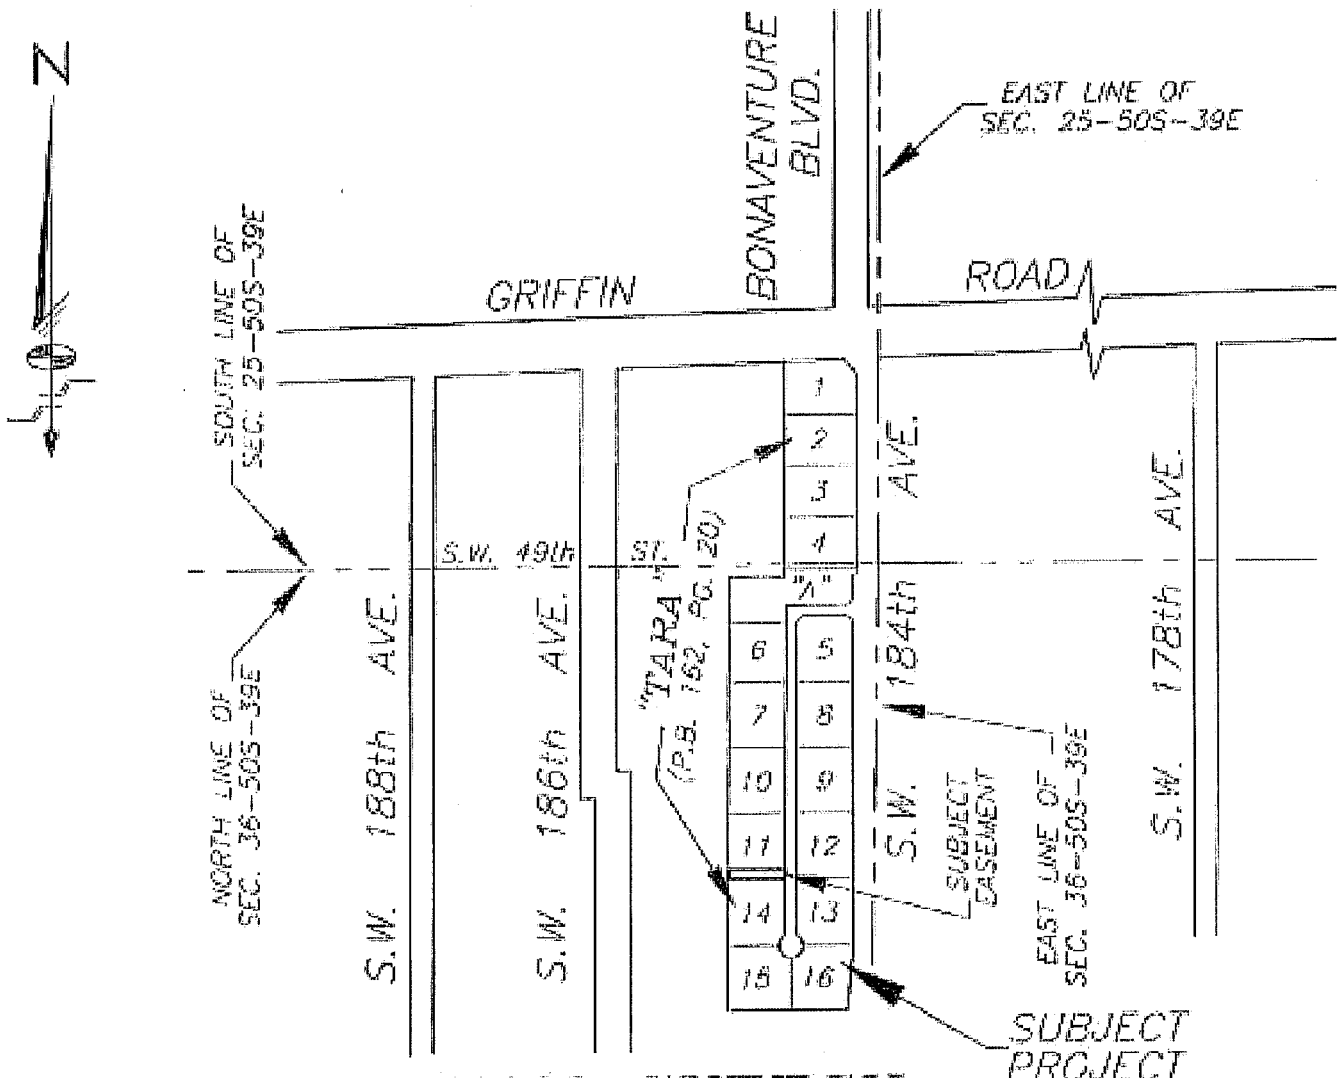 N
BONAVENTURE
BLVD.
EAST LINE OF
SEC. 25-50S-39E
SOUTH LINE OF
SEC. 25-50S-39E
GRIFFIN
ROAD
1
2
3
4
S.W. 49th
ST.
"A"
"TARA"
(P.B. 162, PG. 20)
6
5
7
8
10
9
11
12
14
13
15
16
NORTH LINE OF
SEC. 36-50S-39E
S.W. 188th AVE.
S.W. 186th AVE.
S.W. 184th AVE.
S.W. 178th AVE.
SUBJECT
EASEMENT
EAST LINE OF
SEC. 36-50S-39E
SUBJECT
PROJECT